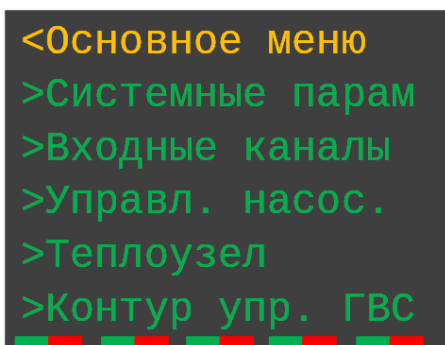 <Основное меню
>Системные парам
>Входные каналы
>Управл. насос.
>Теплоузел
>Контур упр. ГВС